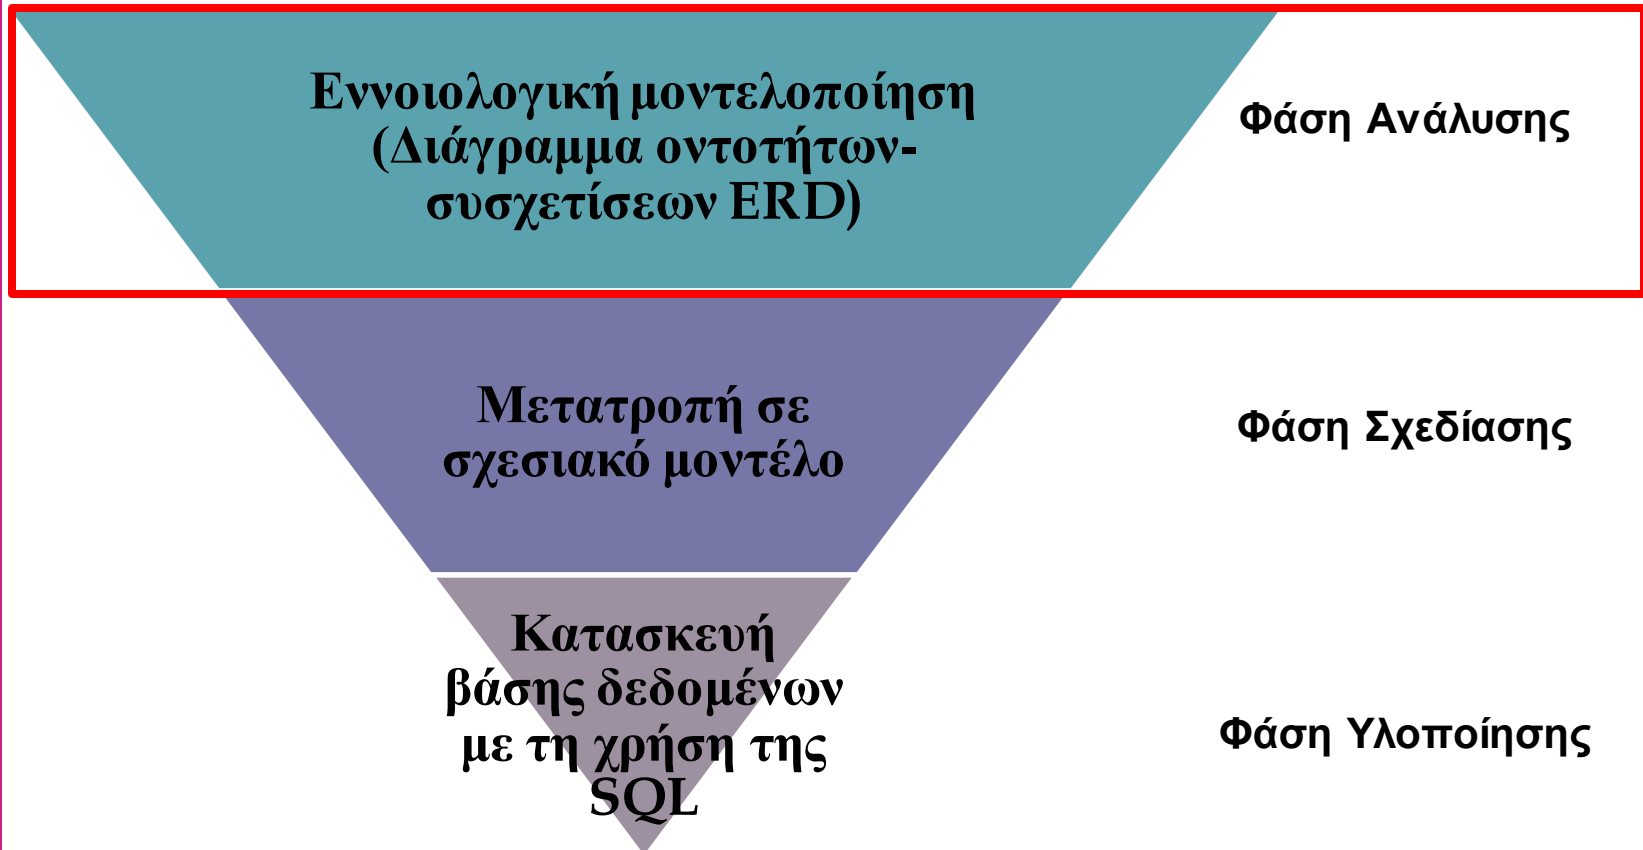 Εννοιολογική μοντελοποίηση
(Διάγραμμα οντοτήτων-
συσχετίσεων ERD)
Φάση Ανάλυσης
Μετατροπή σε
σχεσιακό μοντέλο
Φάση Σχεδίασης
Κατασκευή
βάσης δεδομένων
με τη χρήση της
SQL
Φάση Υλοποίησης